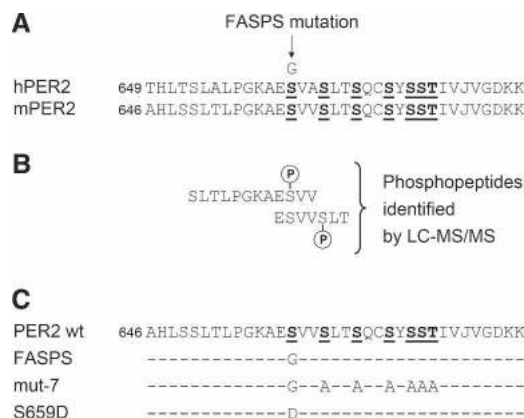 A
FASPS mutation
G
hPER2 649 THLTSLALPGKAESVASLTSQCSYSSTIVJVGDKK
mPER2 646 AHLSSLTLPGKAESVVSLTSQCSYSSTIVJVGDKK
B
P
SLTLPGKAESVV
ESVVSLT
P
Phosphopeptides
identified
by LC-MS/MS
C
PER2 wt 646 AHLSSLTLPGKAESVVSLTSQCSYSSTIVJVGDKK
FASPS -------------G---------------------
mut-7 -------------G--A--A--A-AAA--------
S659D -------------D---------------------